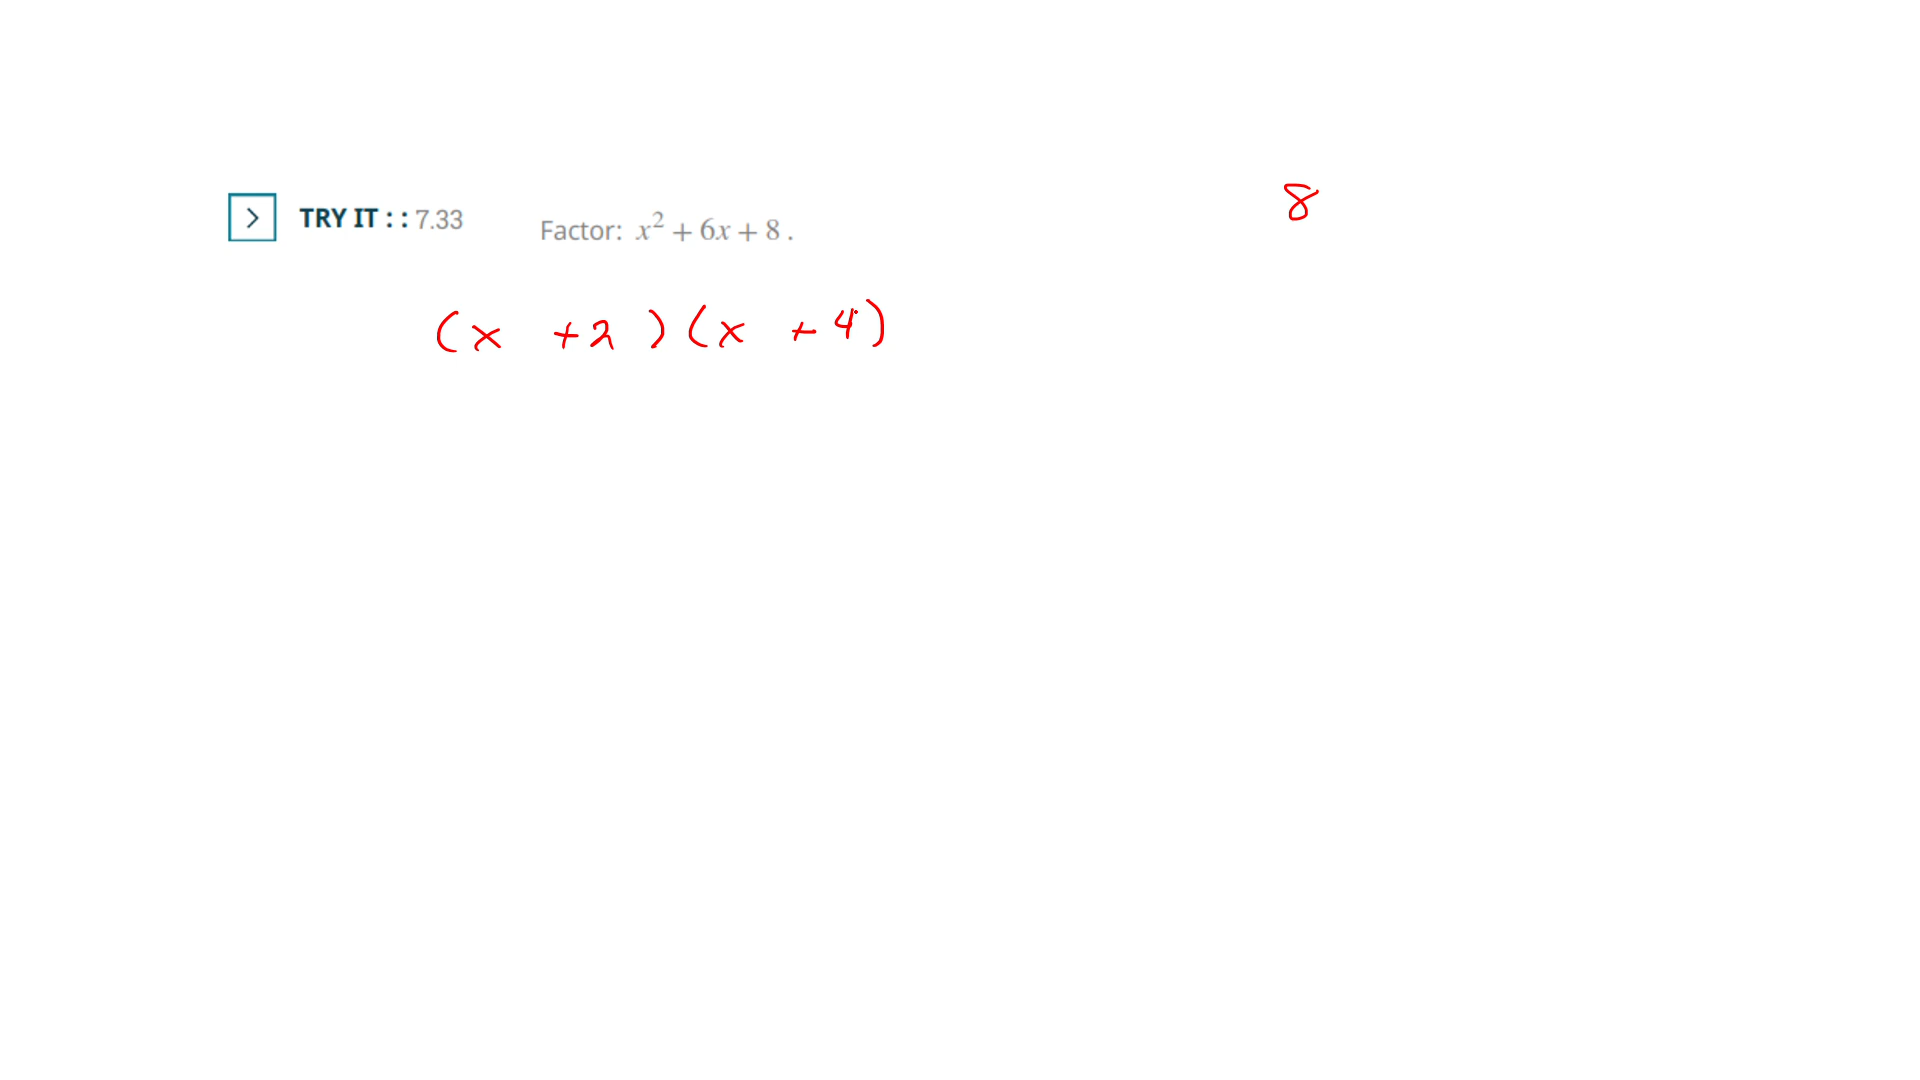 8
> TRY IT : : 7.33 Factor: x² + 6x + 8 .
(x +2 ) (x +4)